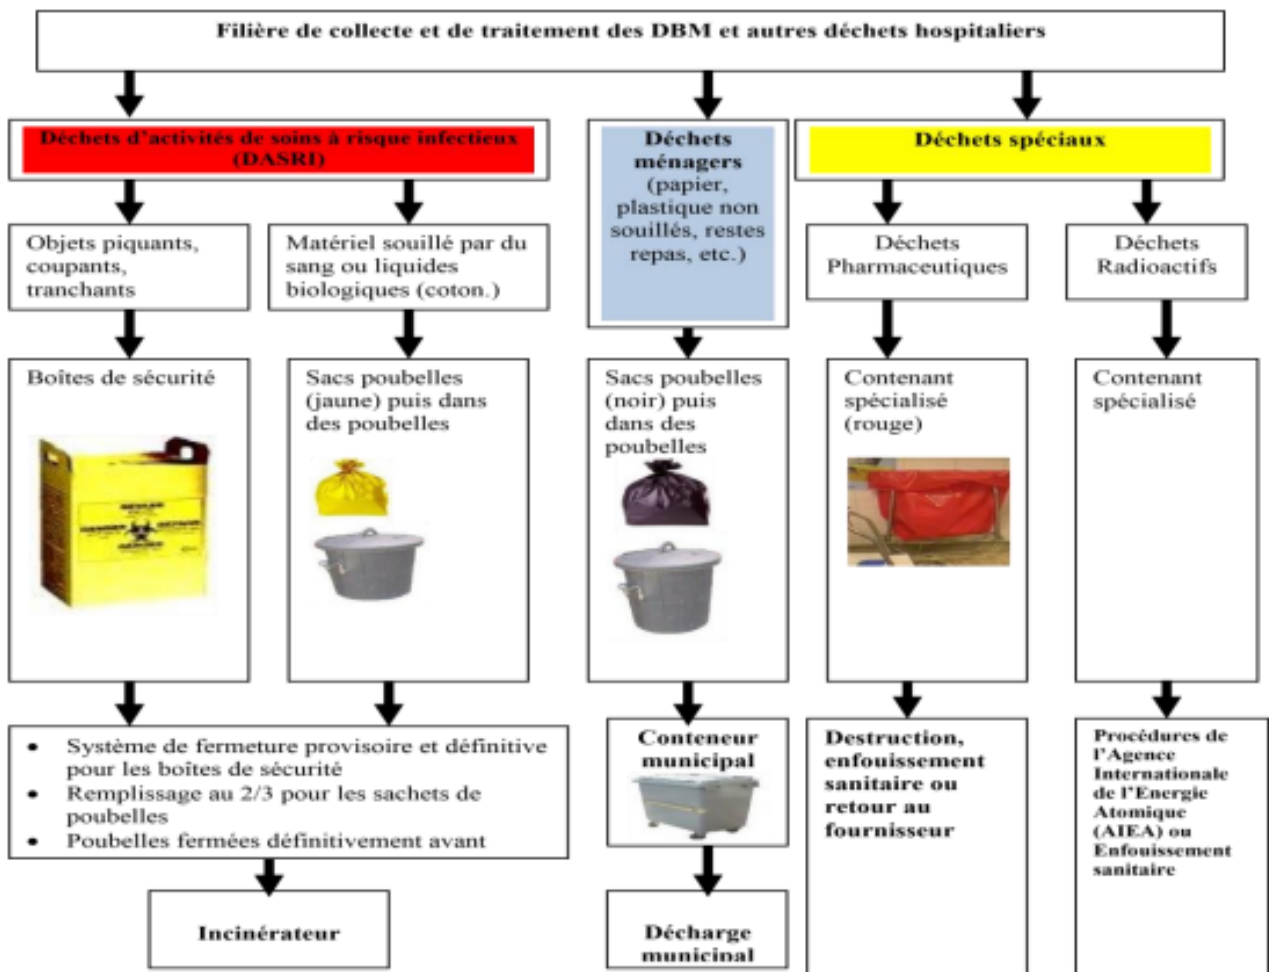 Filière de collecte et de traitement des DBM et autres déchets hospitaliers
Déchets d'activités de soins à risque infectieux
(DASRI)
Déchets
ménagers
(papier,
plastique non
souillés, restes
repas, etc.)
Déchets spéciaux
Objets piquants,
coupants,
tranchants
Matériel souillé par du
sang ou liquides
biologiques (coton.)
Déchets
Pharmaceutiques
Déchets
Radioactifs
Boîtes de sécurité
Sacs poubelles
(jaune) puis dans
des poubelles
Sacs poubelles
(noir) puis
dans des
poubelles
Contenant
spécialisé
(rouge)
Contenant
spécialisé
• Système de fermeture provisoire et définitive
pour les boîtes de sécurité
• Remplissage au 2/3 pour les sachets de
poubelles
• Poubelles fermées définitivement avant
Conteneur
municipal
Destruction,
enfouissement
sanitaire ou
retour au
fournisseur
Procédures de
l'Agence
Internationale
de l'Energie
Atomique
(AIEA) ou
Enfouissement
sanitaire
Incinérateur
Décharge
municipal